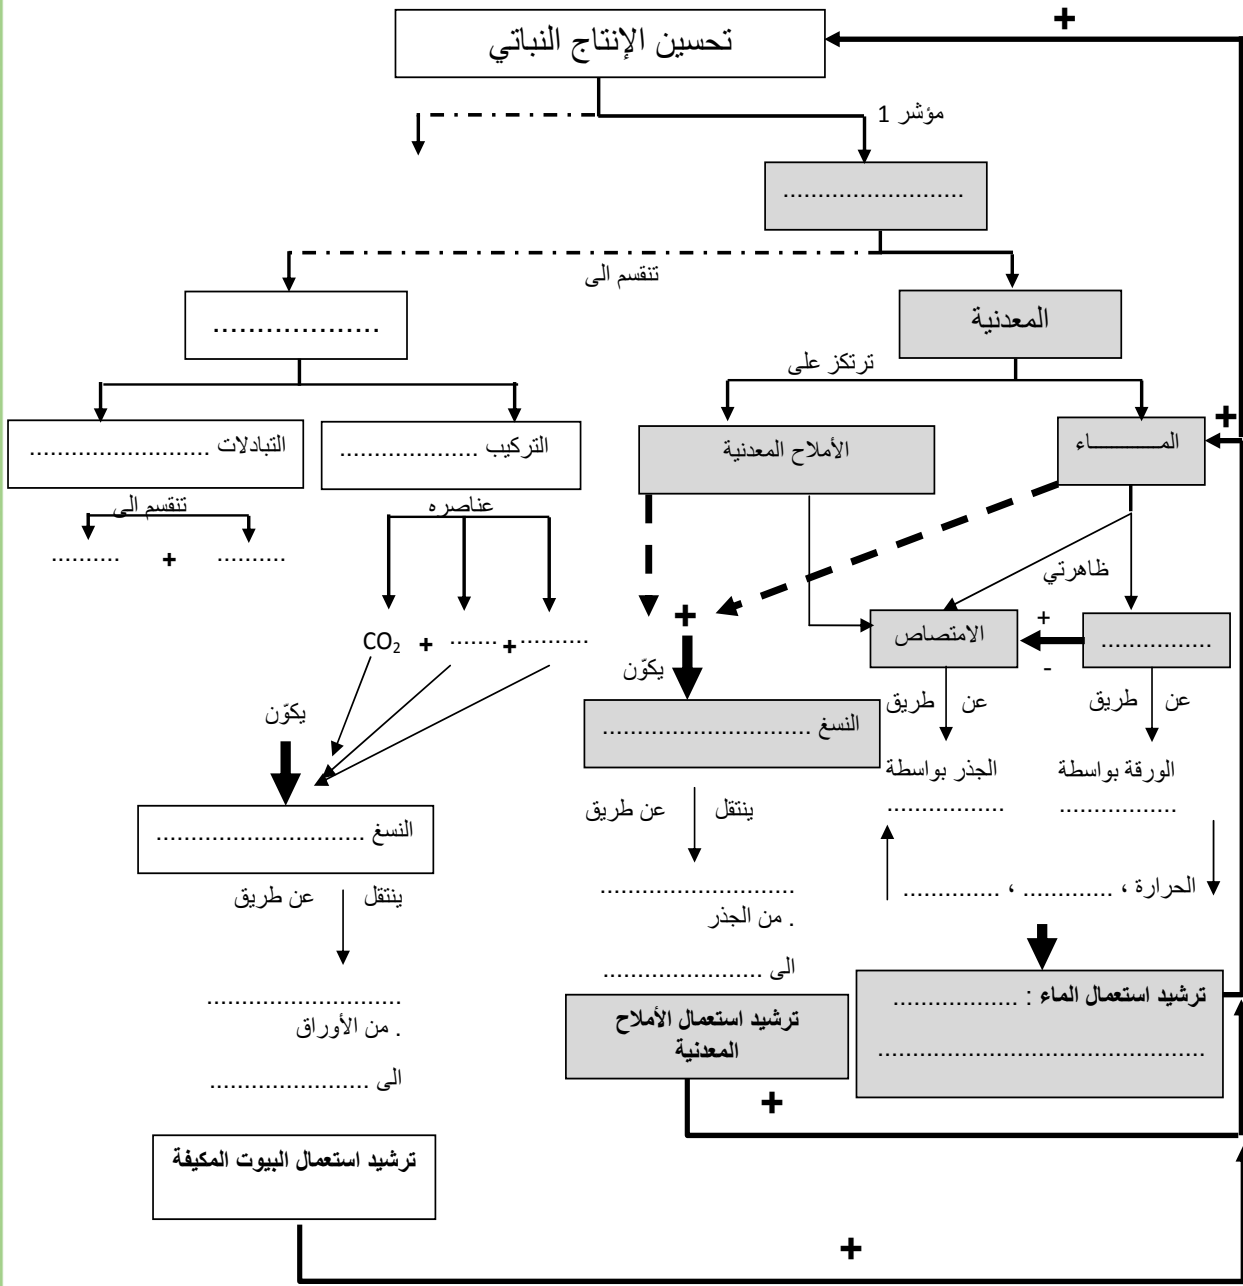 +
تحسين الإنتاج النباتي
مؤشر 1
..........................
تنقسم الى
المعدنية
...................
ترتكز على
+
المـــــــــــاء
الأملاح المعدنية
التركيب ....................
التبادلات ..........................
عناصره
تنقسم الى
.......... + ..........
ظاهرتي
+
الامتصاص
................
-
CO2 + ....... + ..........
+
يكوّن
عن طريق
عن طريق
النسغ ..............................
يكوّن
الورقة بواسطة
.................
الجذر بواسطة
.................
ينتقل عن طريق
النسغ ..............................
الحرارة ، ............. ، ..............
............................
. من الجذر
الى .......................
ينتقل عن طريق
............................
. من الأوراق
الى .......................
ترشيد استعمال الماء : ..................
...............................................
ترشيد استعمال الأملاح
المعدنية
+
ترشيد استعمال البيوت المكيفة
+